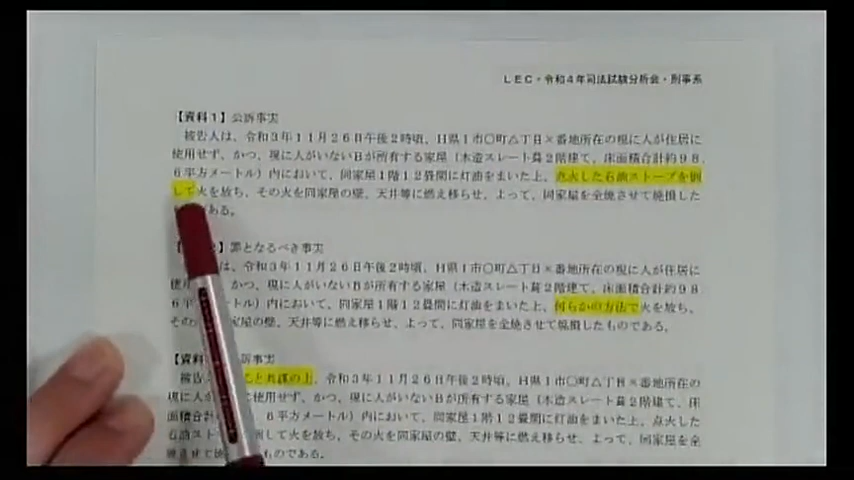 LEC・令和4年司法試験分析会・刑事系
【資料1】公訴事実
被告人は、令和3年11月26日午後2時頃、H県I市○町△丁目×番地所在の現に人が住居に
使用せず、かつ、現に人がいないBが所有する家屋(木造スレート葺2階建て、床面積合計約98.
6平方メートル)内において、同家屋1階12畳間に灯油をまいた上、点火した石油ストーブを倒
して火を放ち、その火を同家屋の壁、天井等に燃え移らせ、よって、同家屋を全焼させて焼損した
である。
】罪となるべき事実
は、令和3年11月26日午後2時頃、H県I市○町△丁目×番地所在の現に人が住居に
使 かつ、現に人がいないBが所有する家屋(木造スレート葺2階建て、床面積合計約98.
6平方 トル)内において、同家屋1階12畳間に灯油をまいた上、何らかの方法で火を放ち、
その 家屋の壁、天井等に燃え移らせ、よって、同家屋を全焼させて焼損したものである。
【資料 訴事実
被告 と共謀の上、令和3年11月26日午後2時頃、H県I市○町△丁目×番地所在の
現に人 に使用せず、かつ、現に人がいないBが所有する家屋(木造スレート葺2階建て、床
面積合計 6平方メートル)内において、同家屋1階12畳間に灯油をまいた上、点火した
石油スト して火を放ち、その火を同家屋の壁、天井等に燃え移らせ、よって、同家屋を全
ものである。